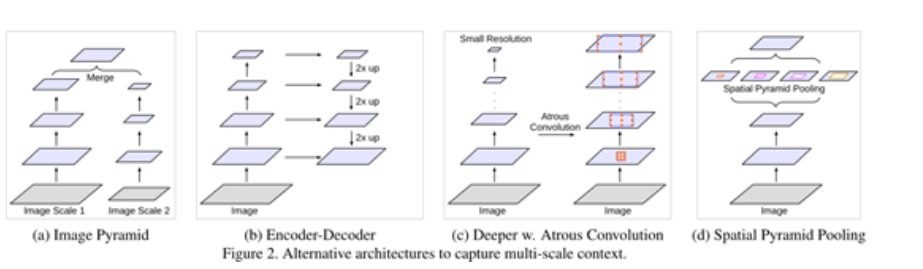 Merge
Image Scale 1
Image Scale 2
(a) Image Pyramid
2x up
2x up
2x up
Image
(b) Encoder-Decoder
Small Resolution
Atrous
Convolution
Image
Image
(c) Deeper w. Atrous Convolution
Spatial Pyramid Pooling
Image
(d) Spatial Pyramid Pooling
Figure 2. Alternative architectures to capture multi-scale context.